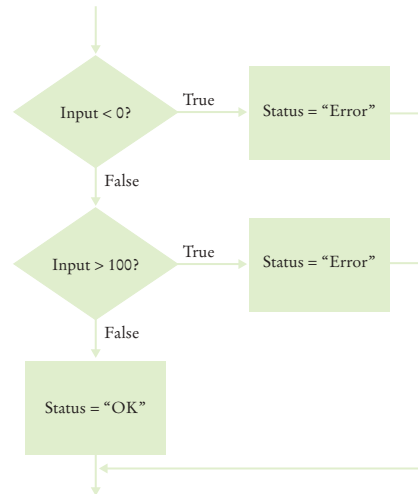 True
Input < 0?
Status = “Error”
False
True
Input > 100?
Status = “Error”
False
Status = “OK”